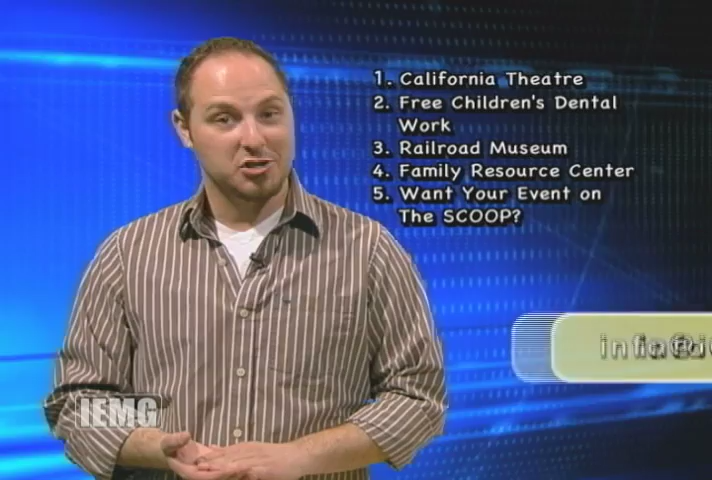 1. California Theatre
2. Free Children's Dental
Work
3. Railroad Museum
4. Family Resource Center
5. Want Your Event on
The SCOOP?
IEMG